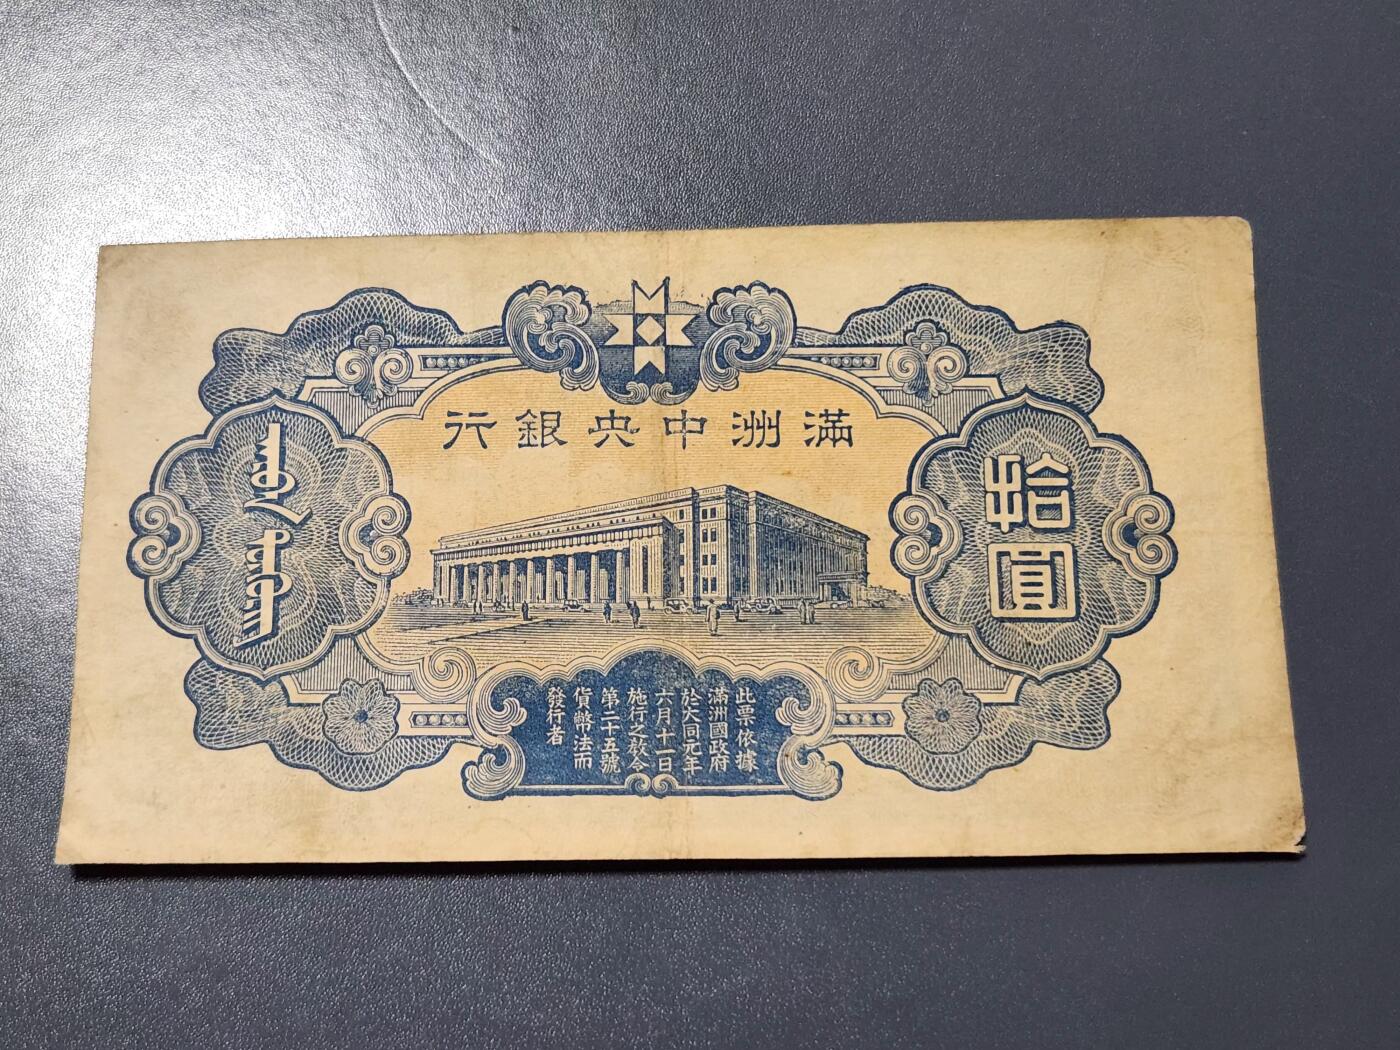 滿洲中央銀行
拾圓
此票依據
滿洲國政府
於大同元年
六月十一日
施行之敎令
第二十五號
貨幣法而
發行者